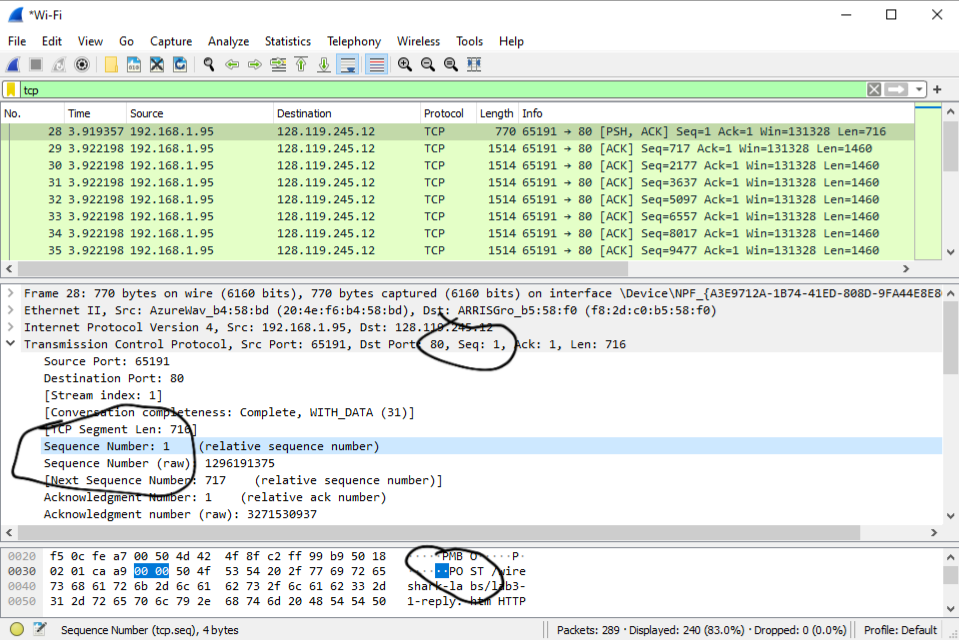 *Wi-Fi
File Edit View Go Capture Analyze Statistics Telephony Wireless Tools Help
tcp
No. Time Source Destination Protocol Length Info
28 3.919357 192.168.1.95 128.119.245.12 TCP 770 65191 → 80 [PSH, ACK] Seq=1 Ack=1 Win=131328 Len=716
29 3.922198 192.168.1.95 128.119.245.12 TCP 1514 65191 → 80 [ACK] Seq=717 Ack=1 Win=131328 Len=1460
30 3.922198 192.168.1.95 128.119.245.12 TCP 1514 65191 → 80 [ACK] Seq=2177 Ack=1 Win=131328 Len=1460
31 3.922198 192.168.1.95 128.119.245.12 TCP 1514 65191 → 80 [ACK] Seq=3637 Ack=1 Win=131328 Len=1460
32 3.922198 192.168.1.95 128.119.245.12 TCP 1514 65191 → 80 [ACK] Seq=5097 Ack=1 Win=131328 Len=1460
33 3.922198 192.168.1.95 128.119.245.12 TCP 1514 65191 → 80 [ACK] Seq=6557 Ack=1 Win=131328 Len=1460
34 3.922198 192.168.1.95 128.119.245.12 TCP 1514 65191 → 80 [ACK] Seq=8017 Ack=1 Win=131328 Len=1460
35 3.922198 192.168.1.95 128.119.245.12 TCP 1514 65191 → 80 [ACK] Seq=9477 Ack=1 Win=131328 Len=1460
Frame 28: 770 bytes on wire (6160 bits), 770 bytes captured (6160 bits) on interface \Device\NPF_{A3E9712A-1B74-41ED-808D-9FA44E8E8
Ethernet II, Src: AzureWav_b4:58:bd (20:4e:f6:b4:58:bd), Dst: ARRISGro_b5:58:f0 (f8:2d:c0:b5:58:f0)
Internet Protocol Version 4, Src: 192.168.1.95, Dst: 128.119.245.12
Transmission Control Protocol, Src Port: 65191, Dst Port: 80, Seq: 1, Ack: 1, Len: 716
Source Port: 65191
Destination Port: 80
[Stream index: 1]
[Conversation completeness: Complete, WITH_DATA (31)]
[TCP Segment Len: 716]
Sequence Number: 1 (relative sequence number)
Sequence Number (raw): 1296191375
[Next Sequence Number: 717 (relative sequence number)]
Acknowledgment Number: 1 (relative ack number)
Acknowledgment number (raw): 3271530937
0020 f5 0c fe a7 00 50 4d 42 4f 8f c2 ff 99 b9 50 18 ·····PMB O·····P·
0030 02 01 ca a9 00 00 50 4f 53 54 20 2f 77 69 72 65 ······PO ST /wire
0040 73 68 61 72 6b 2d 6c 61 62 73 2f 6c 61 62 33 2d shark-la bs/lab3-
0050 31 2d 72 65 70 6c 79 2e 68 74 6d 20 48 54 54 50 1-reply. htm HTTP
Sequence Number (tcp.seq), 4 bytes Packets: 289 · Displayed: 240 (83.0%) · Dropped: 0 (0.0%) Profile: Default